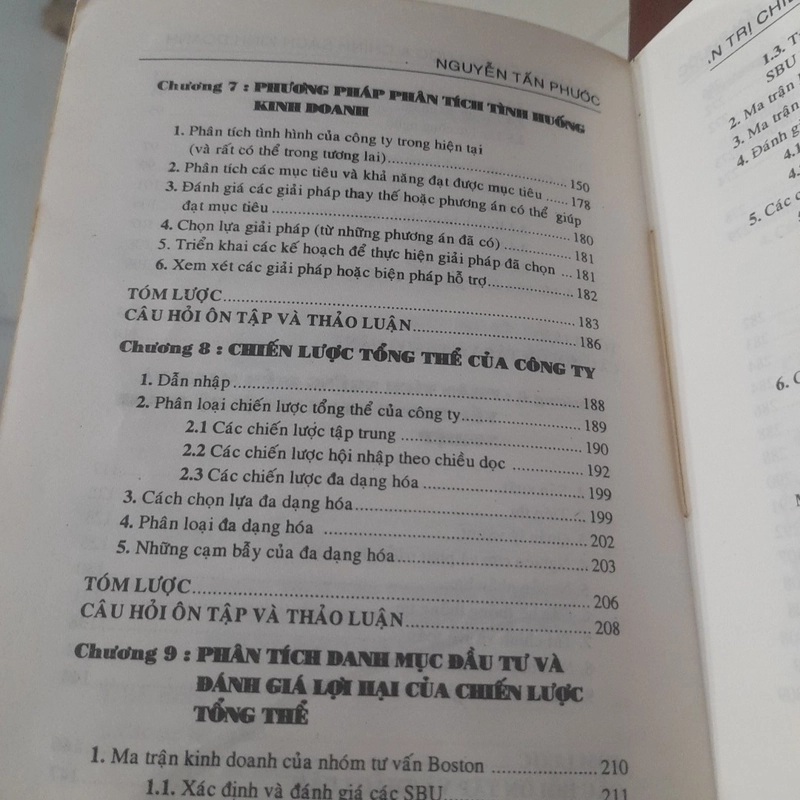 NGUYỄN TẤN PHƯỚC
Chương 7 : PHƯƠNG PHÁP PHÂN TÍCH TÌNH HUỐNG
KINH DOANH
1. Phân tích tình hình của công ty trong hiện tại
(và rất có thể trong tương lai)..........150
2. Phân tích các mục tiêu và khả năng đạt được mục tiêu.......178
3. Đánh giá các giải pháp thay thế hoặc phương án có thể giúp
đạt mục tiêu..........180
4. Chọn lựa giải pháp (từ những phương án đã có)..........181
5. Triển khai các kế hoạch để thực hiện giải pháp đã chọn ...181
6. Xem xét các giải pháp hoặc biện pháp hỗ trợ..........182
TÓM LƯỢC..........183
CÂU HỎI ÔN TẬP VÀ THẢO LUẬN..........186
Chương 8 : CHIẾN LƯỢC TỔNG THỂ CỦA CÔNG TY
1. Dẫn nhập..........188
2. Phân loại chiến lược tổng thể của công ty..........189
2.1 Các chiến lược tập trung..........190
2.2 Các chiến lược hội nhập theo chiều dọc..........192
2.3 Các chiến lược đa dạng hóa..........199
3. Cách chọn lựa đa dạng hóa..........199
4. Phân loại đa dạng hóa..........202
5. Những cạm bẫy của đa dạng hóa..........203
TÓM LƯỢC..........206
CÂU HỎI ÔN TẬP VÀ THẢO LUẬN..........208
Chương 9 : PHÂN TÍCH DANH MỤC ĐẦU TƯ VÀ
ĐÁNH GIÁ LỢI HẠI CỦA CHIẾN LƯỢC
TỔNG THỂ
1. Ma trận kinh doanh của nhóm tư vấn Boston..........210
1.1. Xác định và đánh giá các SBU..........211
1.3.
SBU
2. Ma trận
3. Ma trận
4. Đánh giá
5. Các
6.